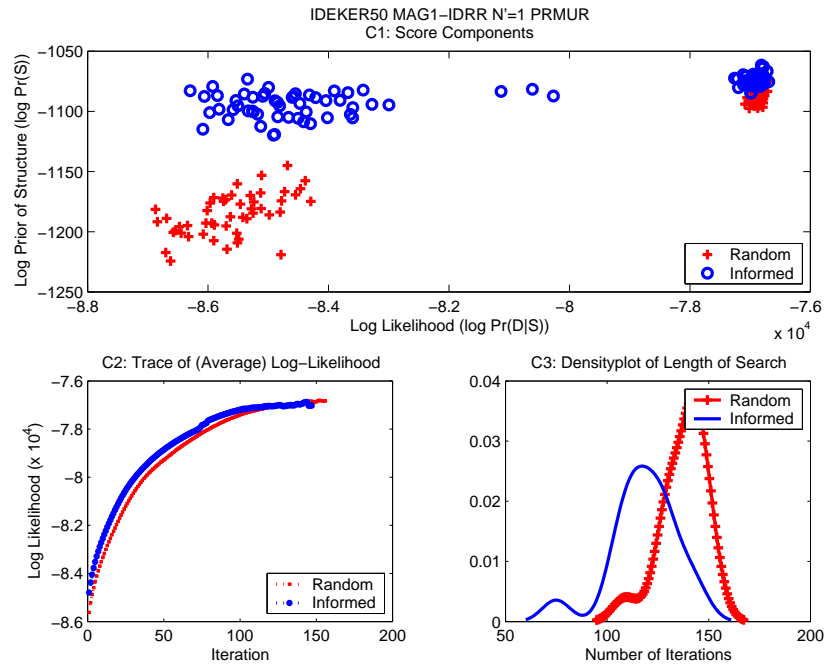 IDEKER50 MAG1−IDRR N'=1 PRMUR
C1: Score Components
−1050
−1100
−1150
−1200
−1250
Log Prior of Structure (log Pr(S))
−8.8
−8.6
−8.4
−8.2
−8
−7.8
−7.6
x 10^4
Log Likelihood (log Pr(D|S))
Random
Informed
C2: Trace of (Average) Log−Likelihood
−7.6
−7.8
−8
−8.2
−8.4
−8.6
Log Likelihood (x 10^4)
0
50
100
150
200
Iteration
Random
Informed
C3: Densityplot of Length of Search
0.04
0.03
0.02
0.01
0
50
100
150
200
Number of Iterations
Random
Informed